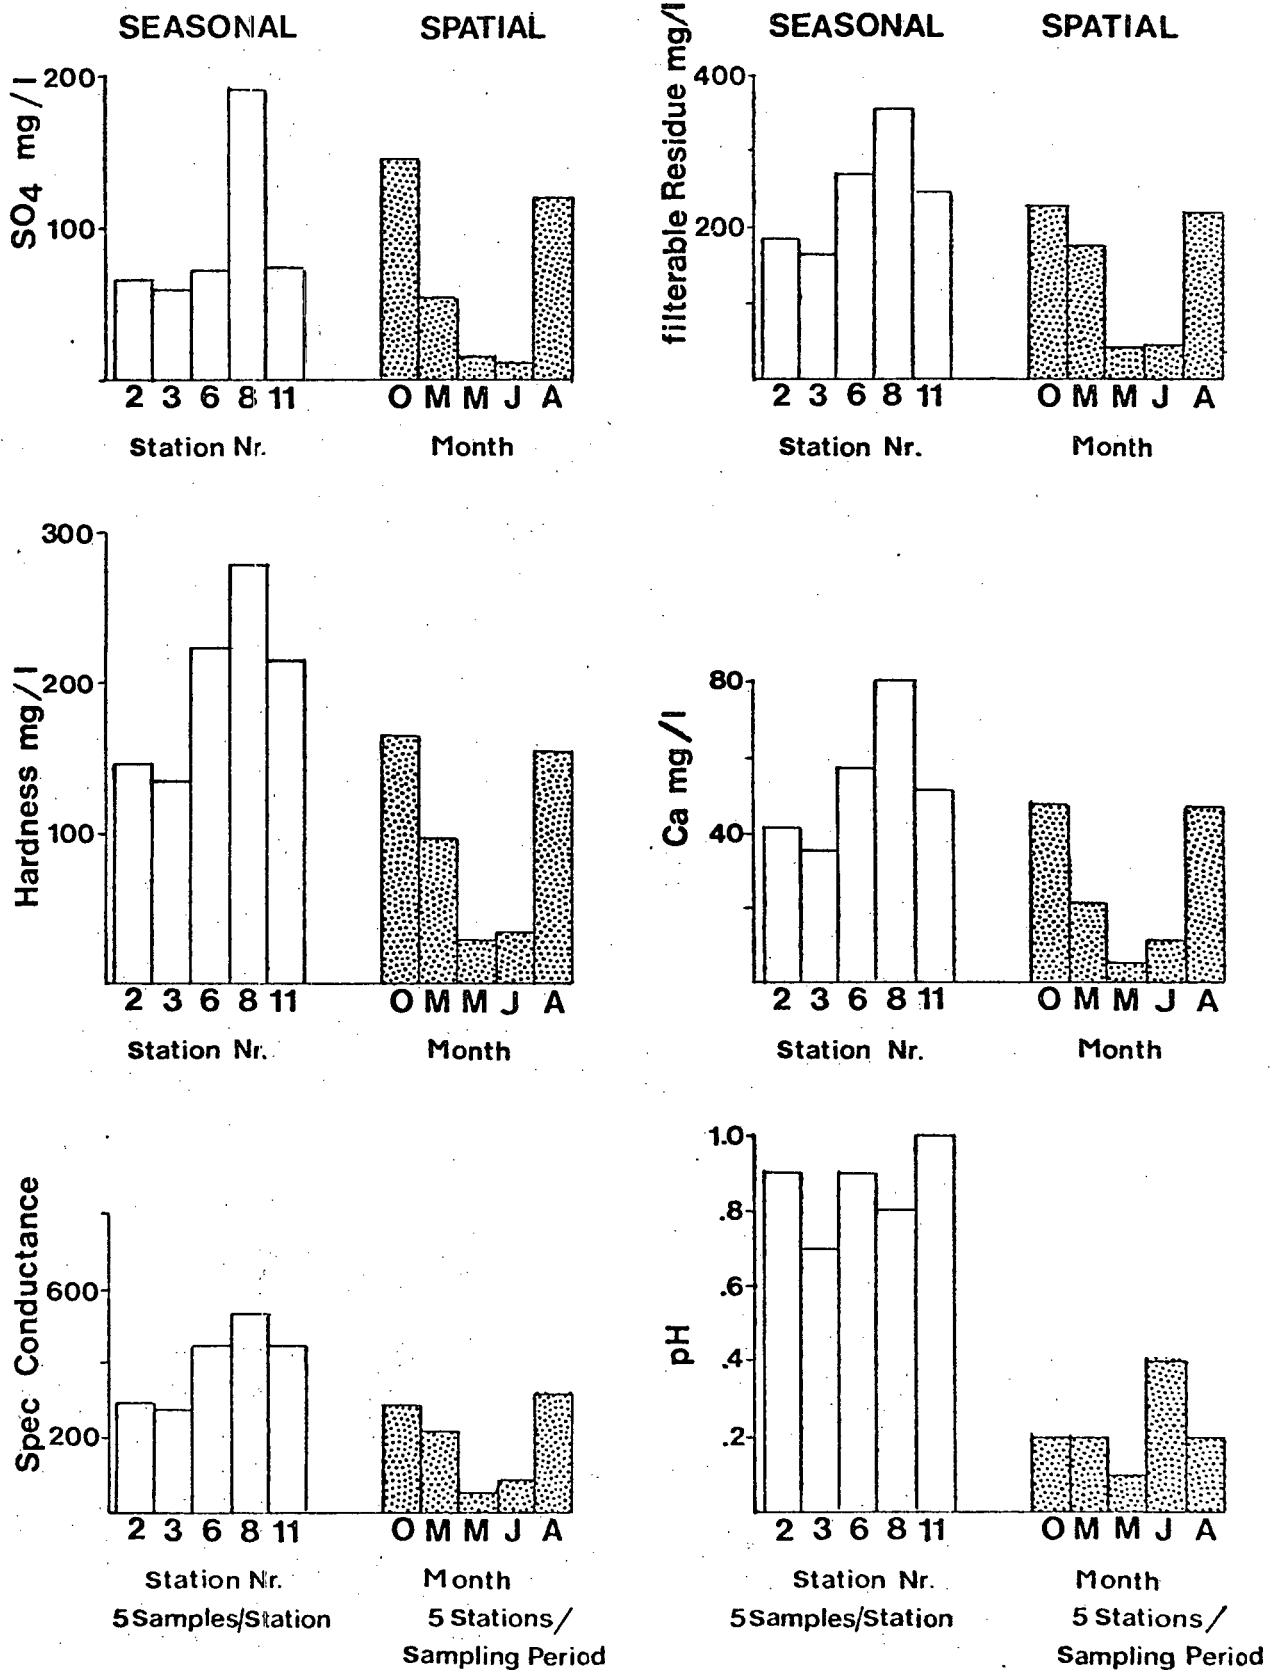 SEASONAL
SPATIAL
SO4 mg/l
200
100
2 3 6 8 11
O M M J A
Station Nr.
Month
SEASONAL
SPATIAL
filterable Residue mg/l
400
200
2 3 6 8 11
O M M J A
Station Nr.
Month
Hardness mg/l
300
200
100
2 3 6 8 11
O M M J A
Station Nr.
Month
Ca mg/l
80
40
2 3 6 8 11
O M M J A
Station Nr.
Month
Spec Conductance
600
200
2 3 6 8 11
O M M J A
Station Nr.
Month
5 Samples/Station
5 Stations/
Sampling Period
pH
1.0
.8
.6
.4
.2
2 3 6 8 11
O M M J A
Station Nr.
Month
5 Samples/Station
5 Stations/
Sampling Period